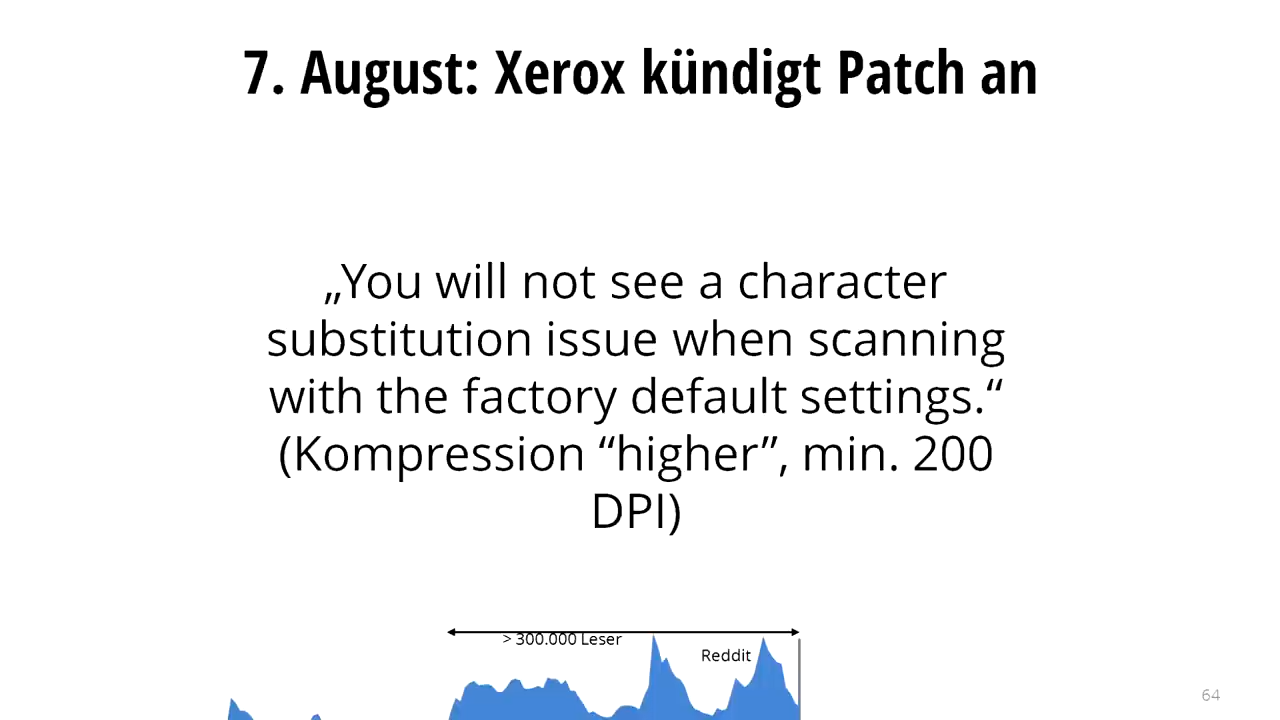 7. August: Xerox kündigt Patch an
„You will not see a character
substitution issue when scanning
with the factory default settings.“
(Kompression “higher”, min. 200
DPI)
> 300.000 Leser
Reddit
64